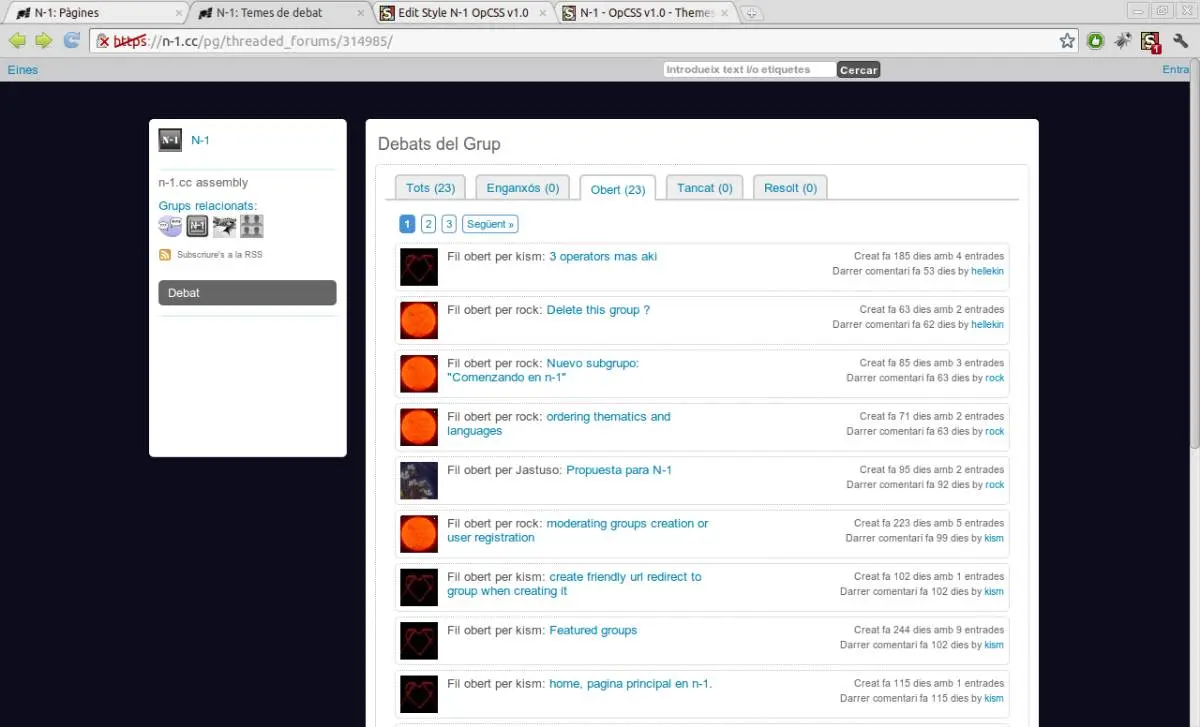 N-1: Pàgines
N-1: Temes de debat
Edit Style N-1 OpCSS v1.0
N-1 - OpCSS v1.0 - Themes
https://n-1.cc/pg/threaded_forums/314985/
Eines
Introdueix text i/o etiquetes
Cercar
Entra
N-1
N-1
n-1.cc assembly
Grups relacionats:
N-1
Subscriure's a la RSS
Debat
Debats del Grup
Tots (23)
Enganxós (0)
Obert (23)
Tancat (0)
Resolt (0)
1 2 3 Següent »
Fil obert per kism: 3 operators mas aki
Creat fa 185 dies amb 4 entrades
Darrer comentari fa 53 dies by hellekin
Fil obert per rock: Delete this group ?
Creat fa 63 dies amb 2 entrades
Darrer comentari fa 62 dies by hellekin
Fil obert per rock: Nuevo subgrupo:
"Comenzando en n-1"
Creat fa 85 dies amb 3 entrades
Darrer comentari fa 63 dies by rock
Fil obert per rock: ordering thematics and
languages
Creat fa 71 dies amb 2 entrades
Darrer comentari fa 63 dies by rock
Fil obert per Jastuso: Propuesta para N-1
Creat fa 95 dies amb 2 entrades
Darrer comentari fa 92 dies by rock
Fil obert per rock: moderating groups creation or
user registration
Creat fa 223 dies amb 5 entrades
Darrer comentari fa 99 dies by kism
Fil obert per kism: create friendly url redirect to
group when creating it
Creat fa 102 dies amb 1 entrades
Darrer comentari fa 102 dies by kism
Fil obert per kism: Featured groups
Creat fa 244 dies amb 9 entrades
Darrer comentari fa 102 dies by kism
Fil obert per kism: home, pagina principal en n-1.
Creat fa 115 dies amb 1 entrades
Darrer comentari fa 115 dies by kism